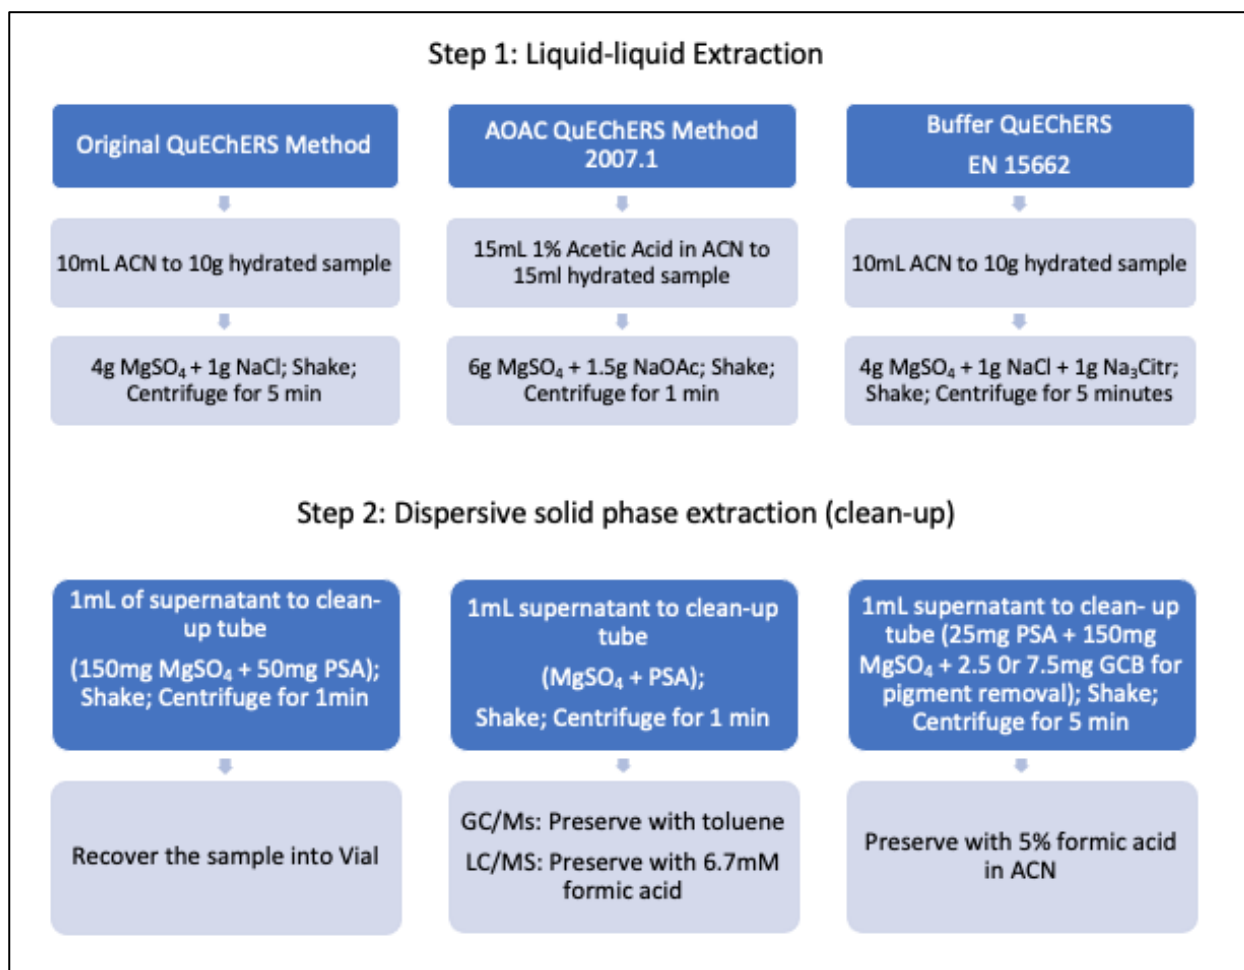 Step 1: Liquid-liquid Extraction
Original QuEChERS Method
AOAC QuEChERS Method
2007.1
Buffer QuEChERS
EN 15662
10mL ACN to 10g hydrated sample
15mL 1% Acetic Acid in ACN to
15ml hydrated sample
10mL ACN to 10g hydrated sample
4g MgSO₄ + 1g NaCl; Shake;
Centrifuge for 5 min
6g MgSO₄ + 1.5g NaOAc; Shake;
Centrifuge for 1 min
4g MgSO₄ + 1g NaCl + 1g Na₃Citr;
Shake; Centrifuge for 5 minutes
Step 2: Dispersive solid phase extraction (clean-up)
1mL of supernatant to clean-
up tube
(150mg MgSO₄ + 50mg PSA);
Shake; Centrifuge for 1min
1mL supernatant to clean-up
tube
(MgSO₄ + PSA);
Shake; Centrifuge for 1 min
1mL supernatant to clean- up
tube (25mg PSA + 150mg
MgSO₄ + 2.5 0r 7.5mg GCB for
pigment removal); Shake;
Centrifuge for 5 min
Recover the sample into Vial
GC/Ms: Preserve with toluene
LC/MS: Preserve with 6.7mM
formic acid
Preserve with 5% formic acid
in ACN